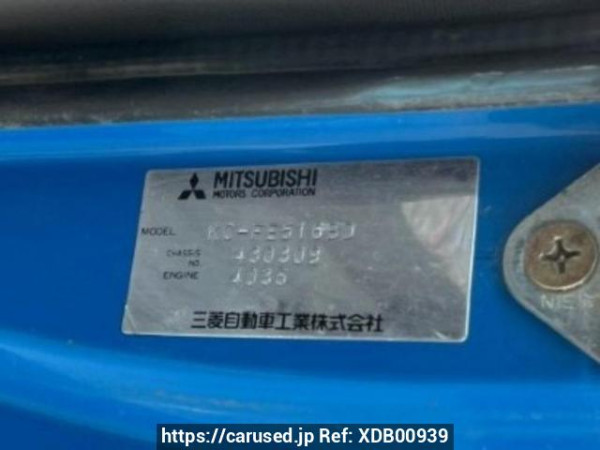 MITSUBISHI
MOTORS CORPORATION
MODEL KC-FE516BD
CHASSIS
NO. 430309
ENGINE 4D35
三菱自動車工業株式会社
https://carused.jp Ref: XDB00939